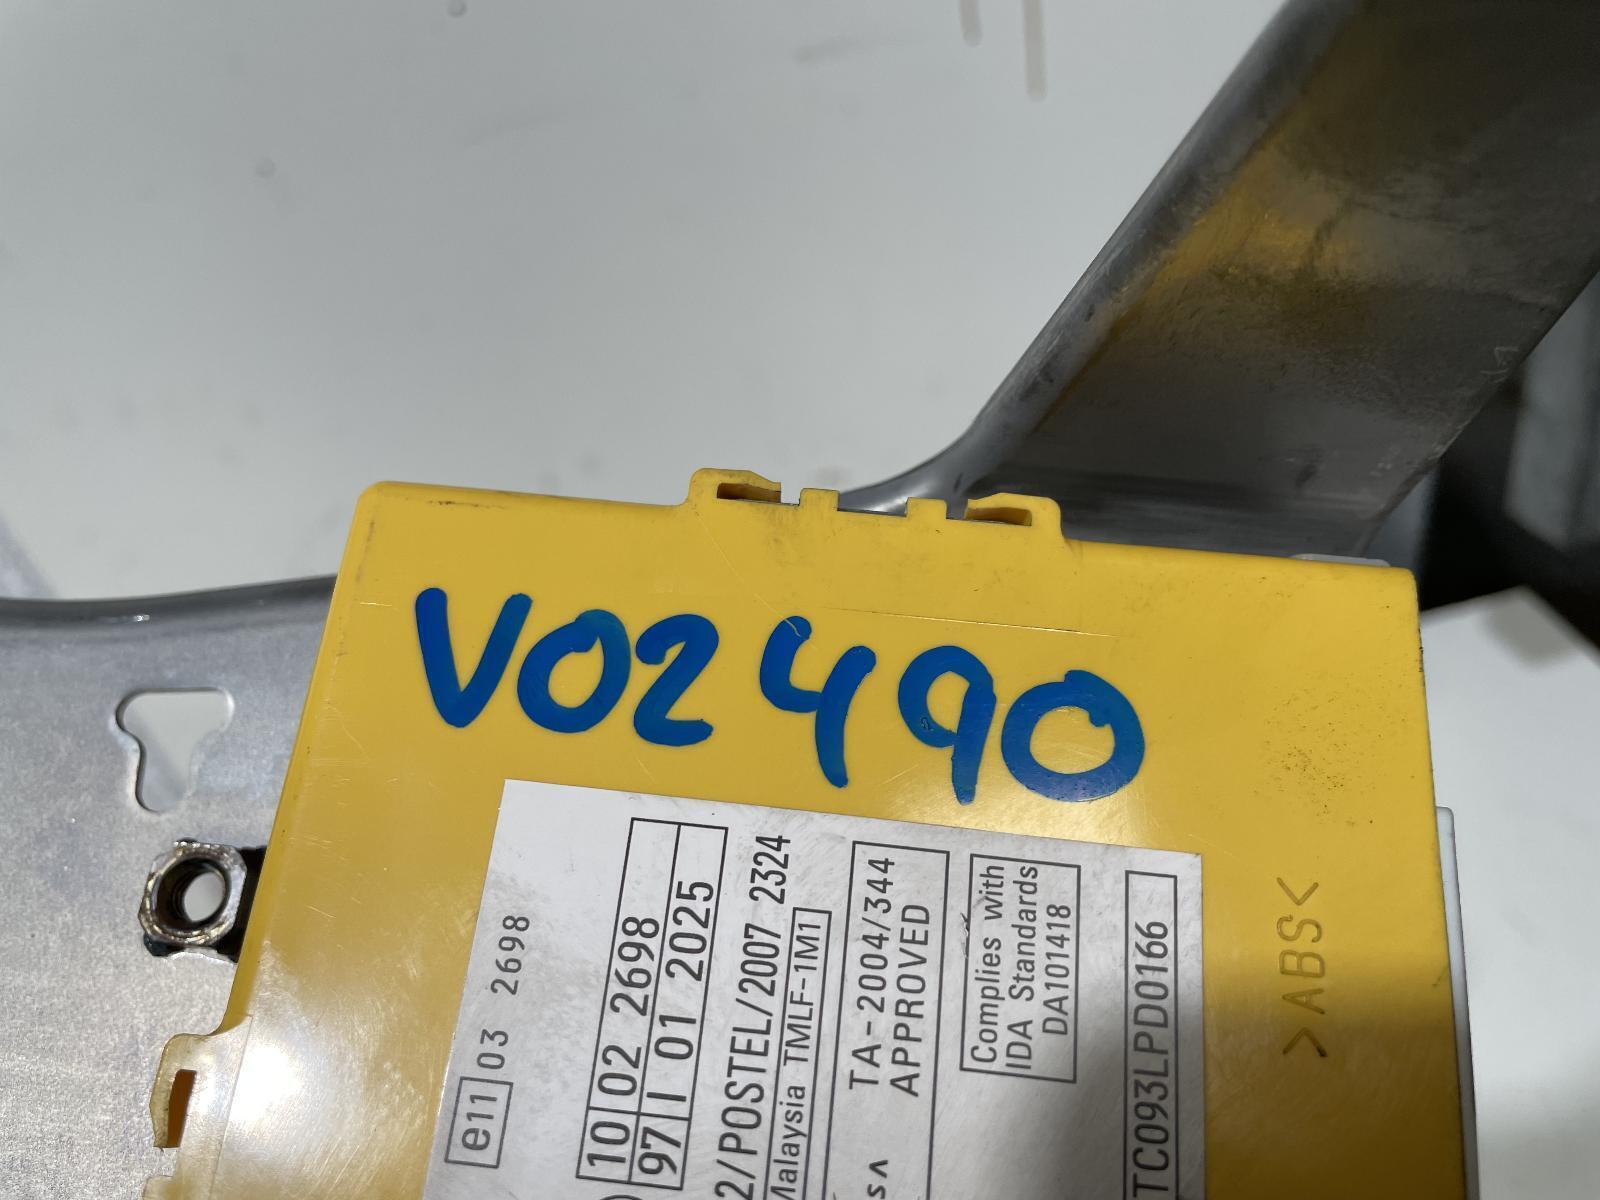 VO2490
e11 03 2698
10 02 2698
97 I 01 2025
2/POSTEL/2007 2324
Malaysia TMLF-1M1
TA-2004/344
APPROVED
Complies with
IDA Standards
DA101418
TC093LPD0166
>ABS<